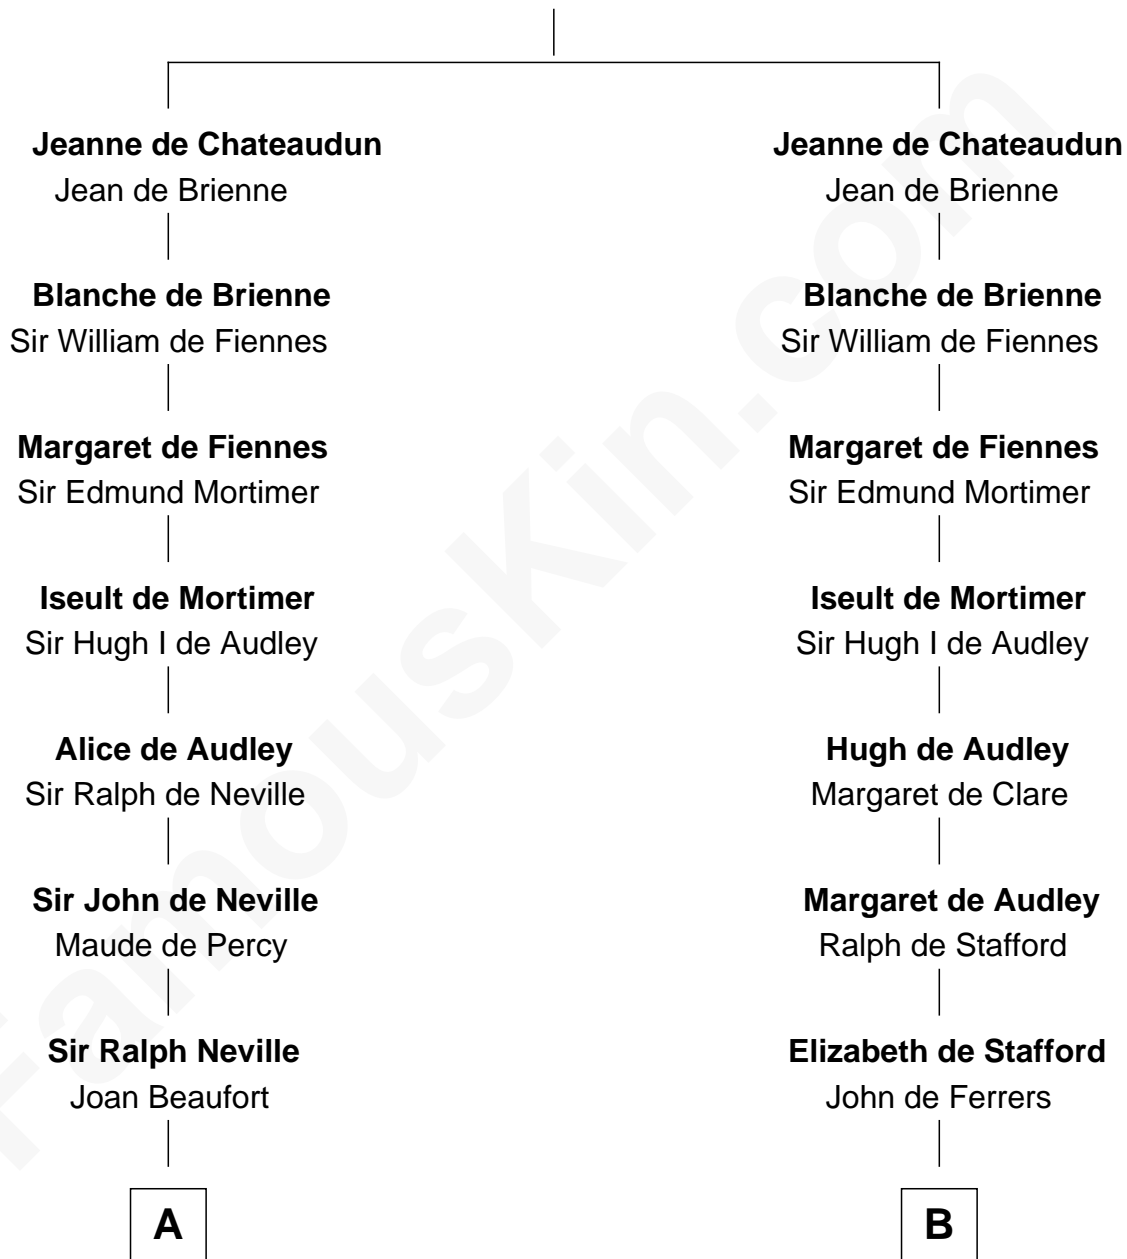 Jeanne de Chateaudun
Jean de Brienne
Blanche de Brienne
Sir William de Fiennes
Margaret de Fiennes
Sir Edmund Mortimer
Iseult de Mortimer
Sir Hugh I de Audley
Alice de Audley
Sir Ralph de Neville
Sir John de Neville
Maude de Percy
Sir Ralph Neville
Joan Beaufort
A
Jeanne de Chateaudun
Jean de Brienne
Blanche de Brienne
Sir William de Fiennes
Margaret de Fiennes
Sir Edmund Mortimer
Iseult de Mortimer
Sir Hugh I de Audley
Hugh de Audley
Margaret de Clare
Margaret de Audley
Ralph de Stafford
Elizabeth de Stafford
John de Ferrers
B
FamousKin.com